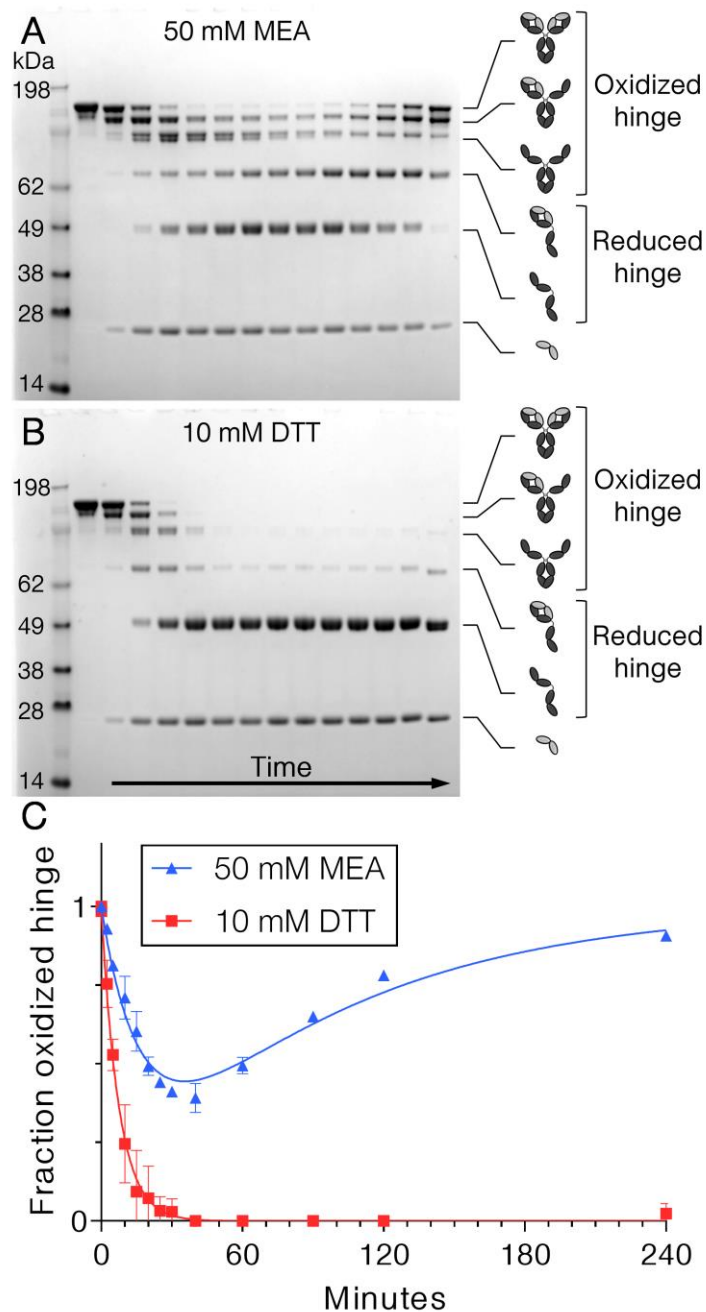 A
50 mM MEA
kDa
198
62
49
38
28
14
Oxidized
hinge
Reduced
hinge
B
10 mM DTT
198
62
49
38
28
14
Time
Oxidized
hinge
Reduced
hinge
C
50 mM MEA
10 mM DTT
Fraction oxidized hinge
1
0
0
60
120
180
240
Minutes